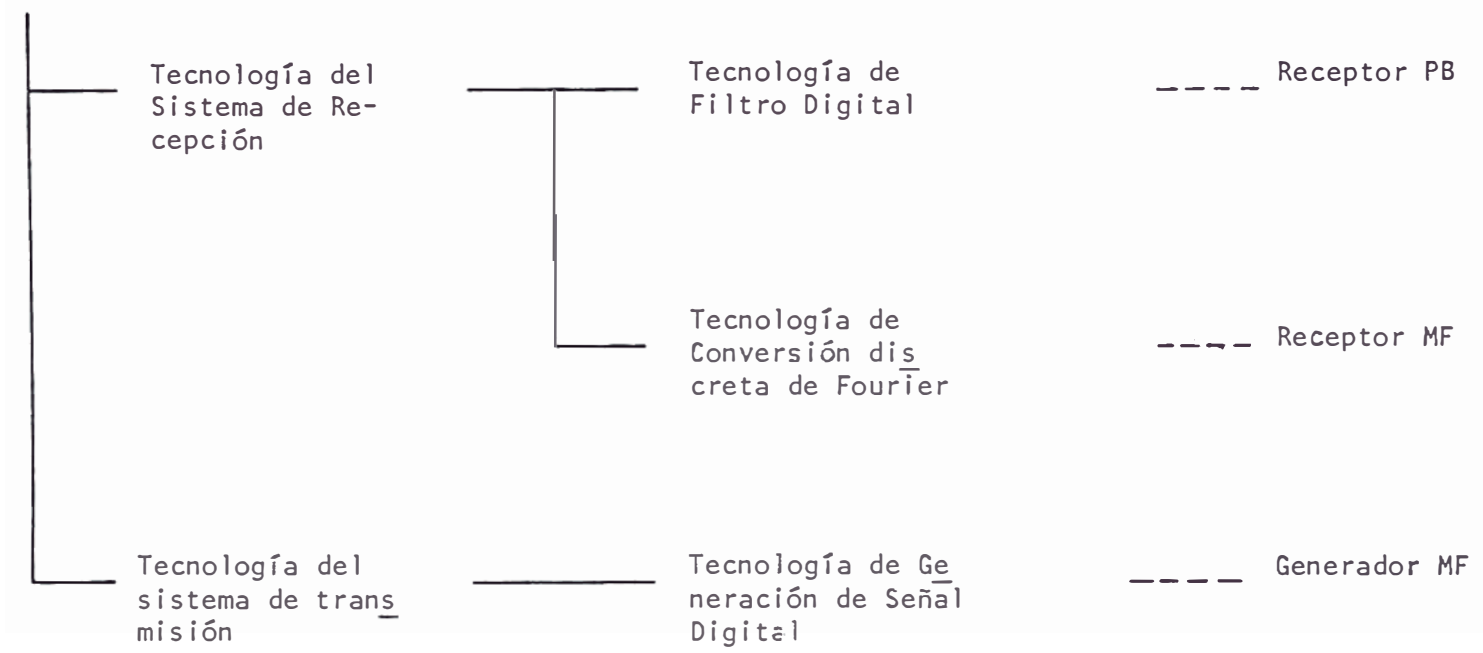 Tecnología del
Sistema de Re-
cepción
Tecnología de
Filtro Digital
Receptor PB
Tecnología de
Conversión dis
creta de Fourier
Receptor MF
Tecnología del
sistema de trans
misión
Tecnología de Ge
neración de Señal
Digital
Generador MF